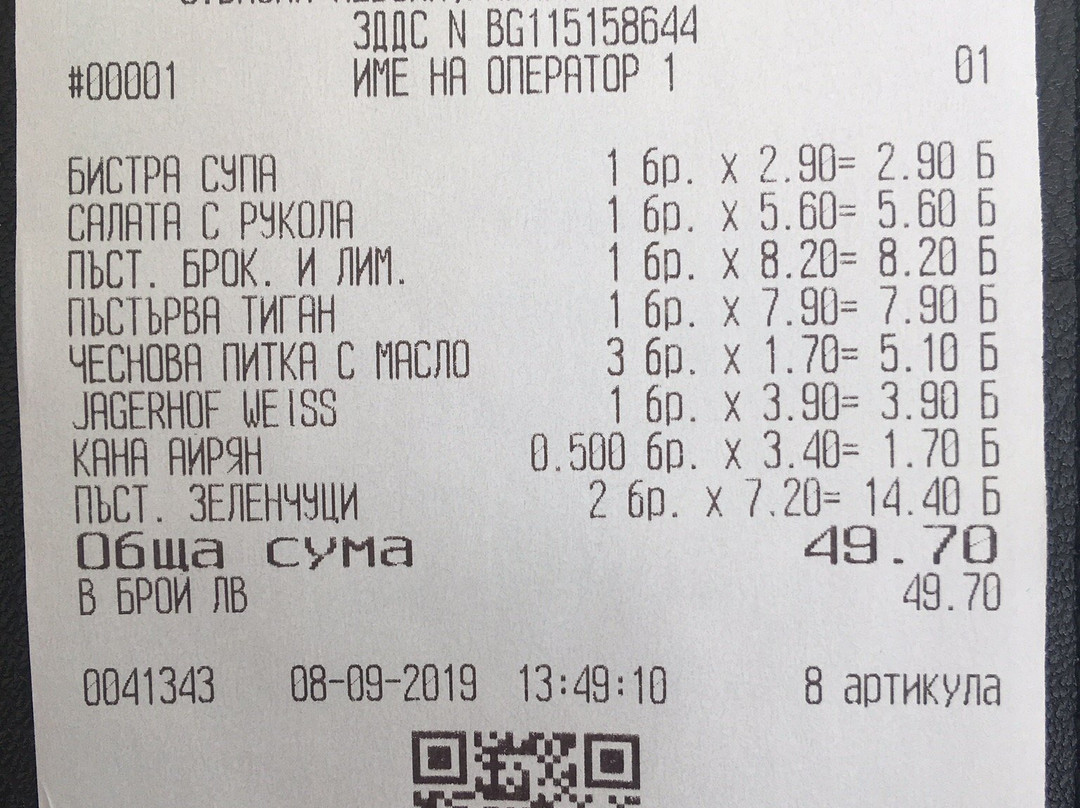 ЗДДС N BG115158644
#00001 ИМЕ НА ОПЕРАТОР 1 01
БИСТРА СУПА 1 бр. x 2.90= 2.90 Б
САЛАТА С РУКОЛА 1 бр. x 5.60= 5.60 Б
ПЪСТ. БРОК. И ЛИМ. 1 бр. x 8.20= 8.20 Б
ПЪСТЪРВА ТИГАН 1 бр. x 7.90= 7.90 Б
ЧЕСНОВА ПИТКА С МАСЛО 3 бр. x 1.70= 5.10 Б
JAGERHOF WEISS 1 бр. x 3.90= 3.90 Б
КАНА АЙРЯН 0.500 бр. x 3.40= 1.70 Б
ПЪСТ. ЗЕЛЕНЧУЦИ 2 бр. x 7.20= 14.40 Б
Обща сума 49.70
В БРОЙ ЛВ 49.70
0041343 08-09-2019 13:49:10 8 артикула